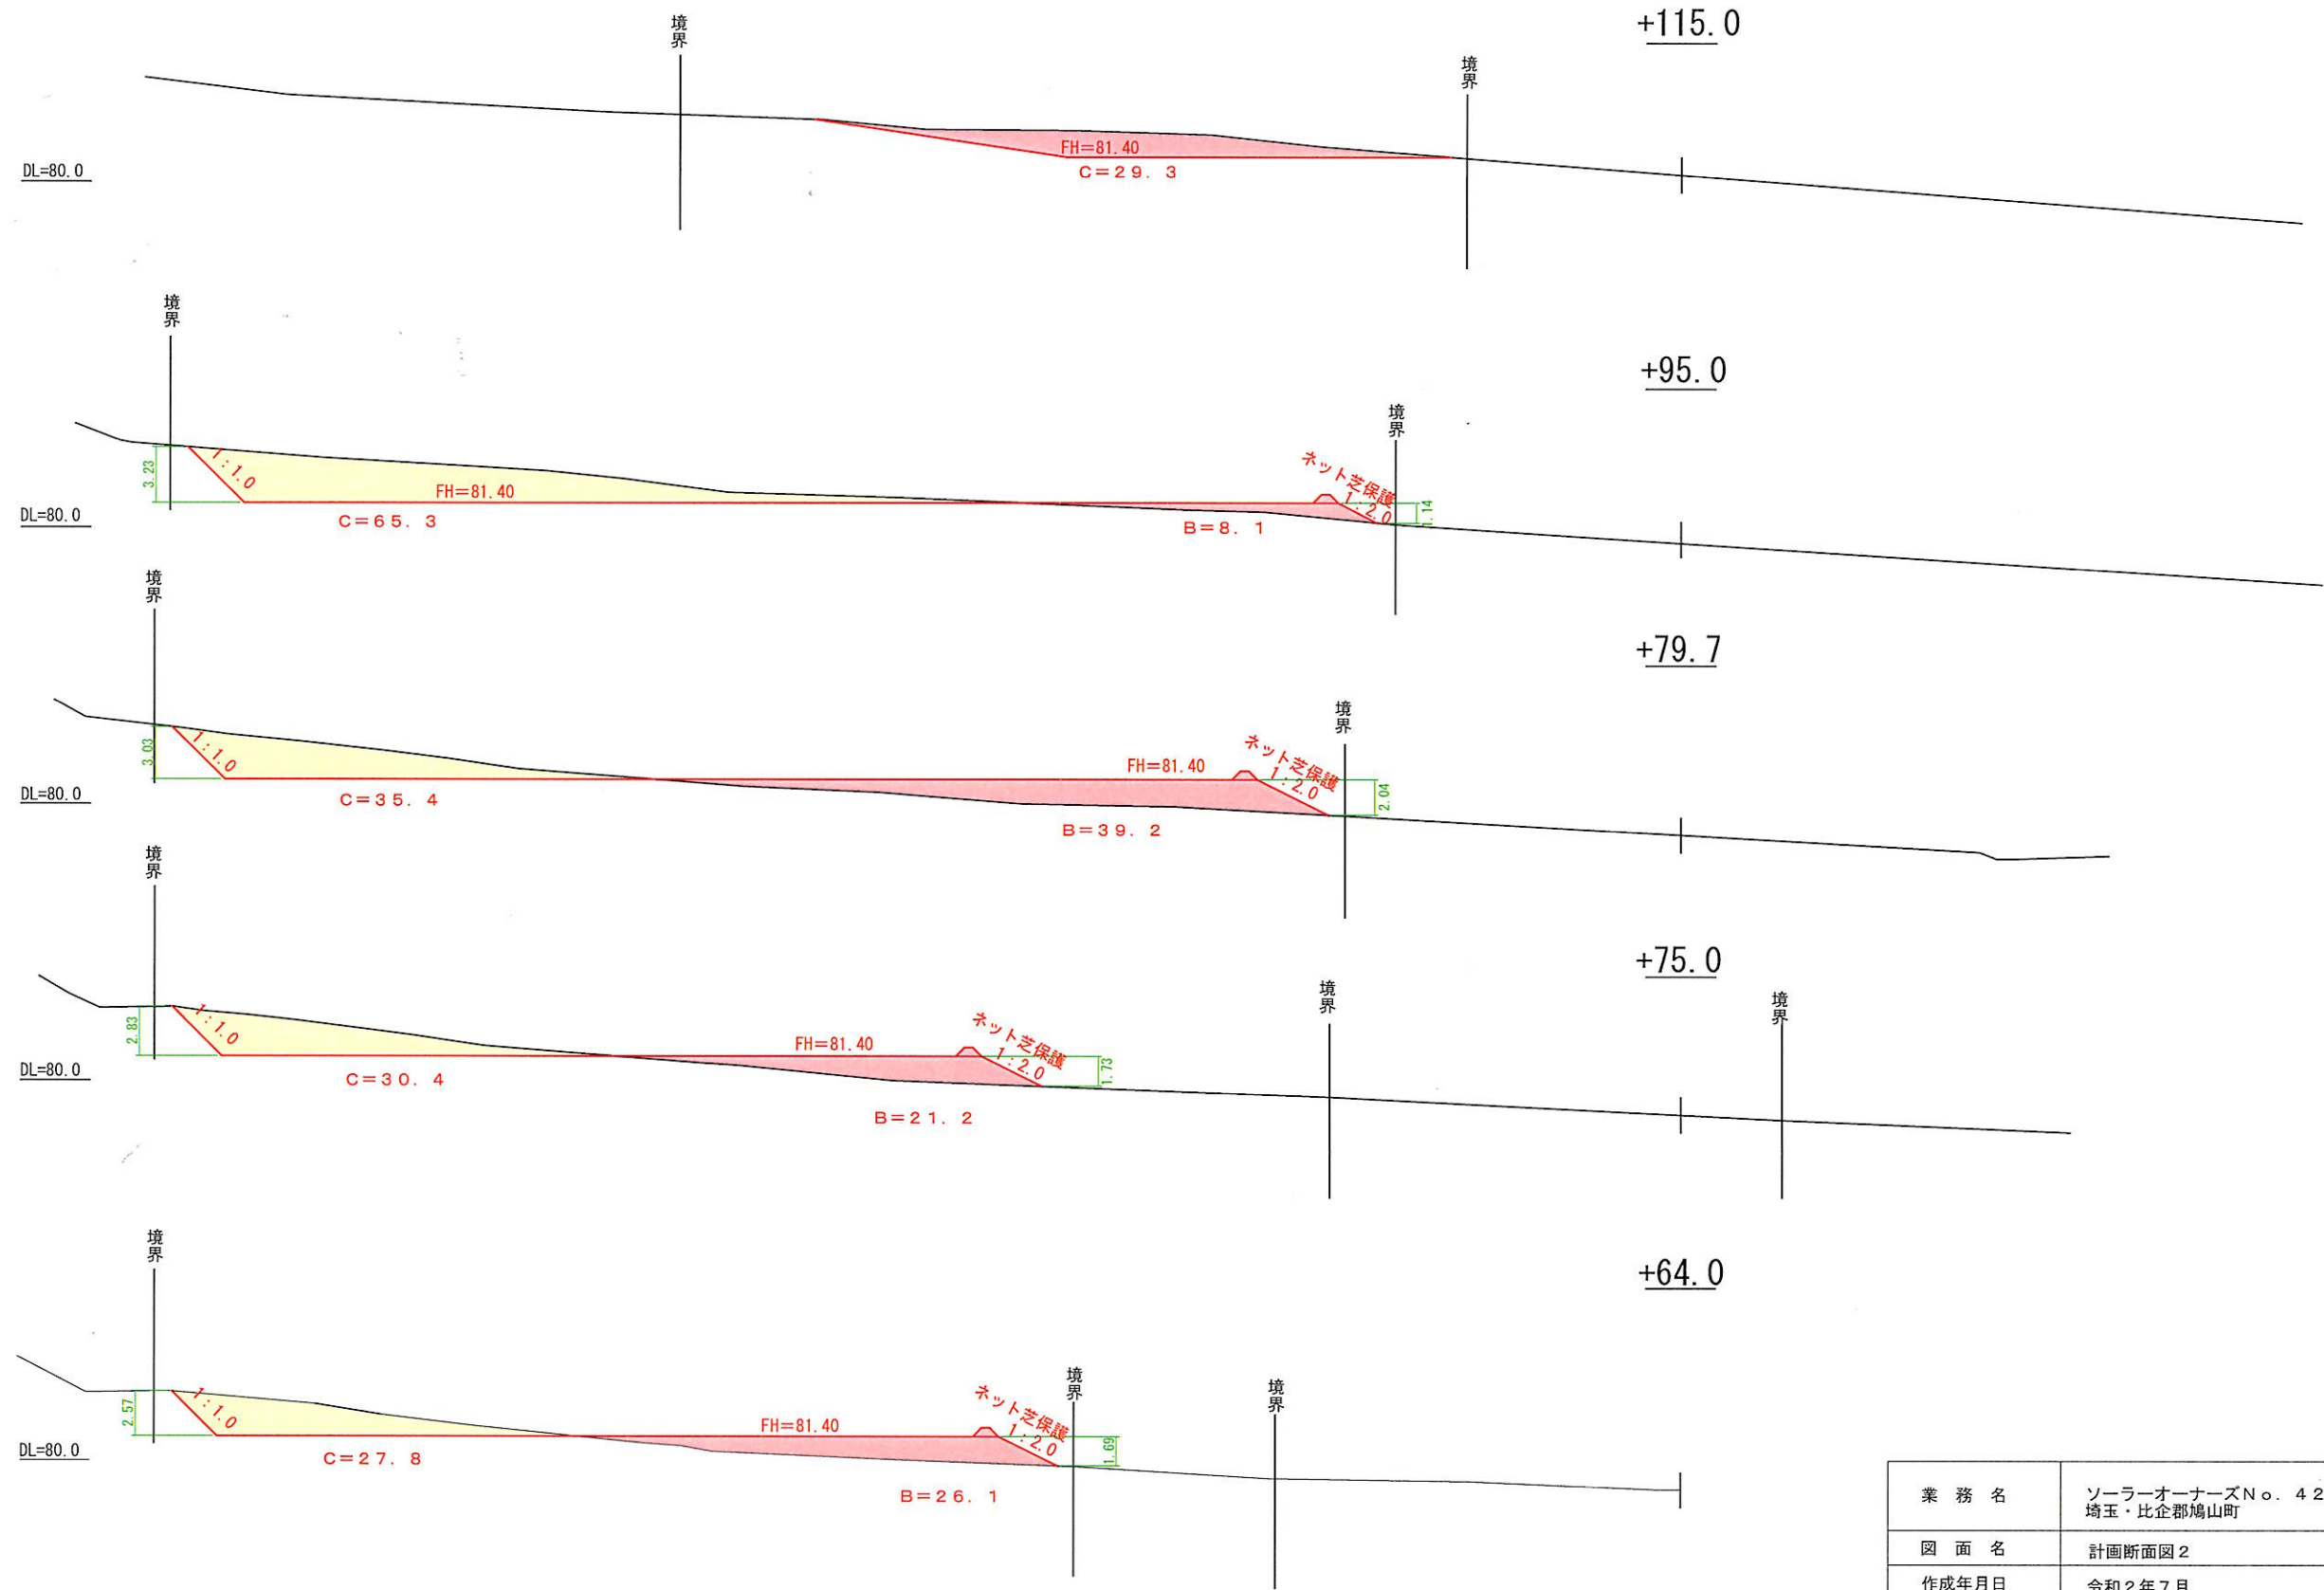 +115.0
境界
境界
DL=80.0
FH=81.40
C=29.3
+95.0
境界
境界
3.23
1:1.0
FH=81.40
ネット芝保護
1:2.0
1.14
DL=80.0
C=65.3
B=8.1
+79.7
境界
境界
3.03
1:1.0
FH=81.40
ネット芝保護
1:2.0
2.04
DL=80.0
C=35.4
B=39.2
+75.0
境界
境界
境界
2.83
1:1.0
FH=81.40
ネット芝保護
1:2.0
1.73
DL=80.0
C=30.4
B=21.2
+64.0
境界
境界
境界
2.57
1:1.0
FH=81.40
ネット芝保護
1:2.0
1.69
DL=80.0
C=27.8
B=26.1
業務名
ソーラーオーナーズNo.42
埼玉・比企郡鳩山町
図面名
計画断面図2
作成年月日
令和2年7月